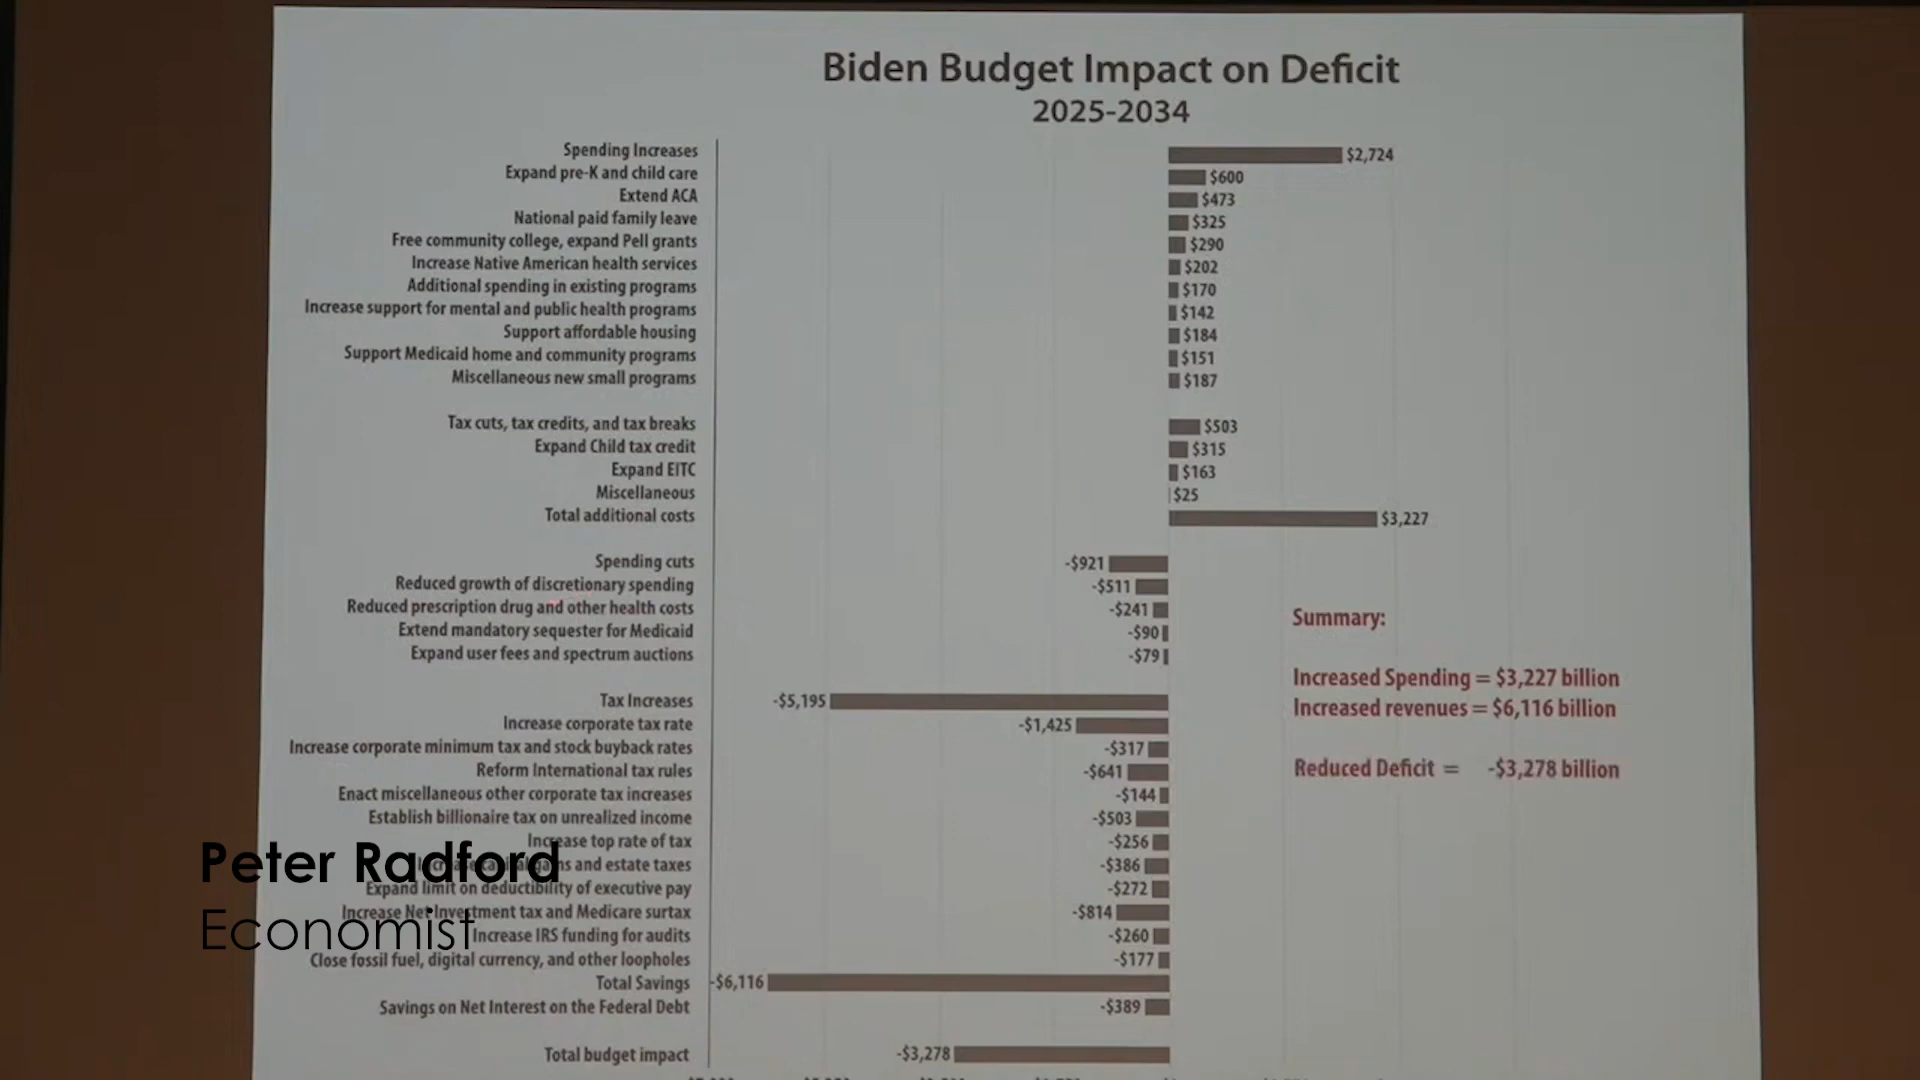 Biden Budget Impact on Deficit
2025-2034
Spending Increases $2,724
Expand pre-K and child care $600
Extend ACA $473
National paid family leave $325
Free community college, expand Pell grants $290
Increase Native American health services $202
Additional spending in existing programs $170
Increase support for mental and public health programs $142
Support affordable housing $184
Support Medicaid home and community programs $151
Miscellaneous new small programs $187
Tax cuts, tax credits, and tax breaks $503
Expand Child tax credit $315
Expand EITC $163
Miscellaneous $25
Total additional costs $3,227
Spending cuts -$921
Reduced growth of discretionary spending -$511
Reduced prescription drug and other health costs -$241
Extend mandatory sequester for Medicaid -$90
Expand user fees and spectrum auctions -$79
Tax Increases -$5,195
Increase corporate tax rate -$1,425
Increase corporate minimum tax and stock buyback rates -$317
Reform International tax rules -$641
Enact miscellaneous other corporate tax increases -$144
Establish billionaire tax on unrealized income -$503
Increase top rate of tax -$256
Increase capital gains and estate taxes -$386
Expand limit on deductibility of executive pay -$272
Increase Net Investment tax and Medicare surtax -$814
Increase IRS funding for audits -$260
Close fossil fuel, digital currency, and other loopholes -$177
Total Savings -$6,116
Savings on Net Interest on the Federal Debt -$389
Total budget impact -$3,278
Summary:
Increased Spending = $3,227 billion
Increased revenues = $6,116 billion
Reduced Deficit = -$3,278 billion
Peter Radford
Economist